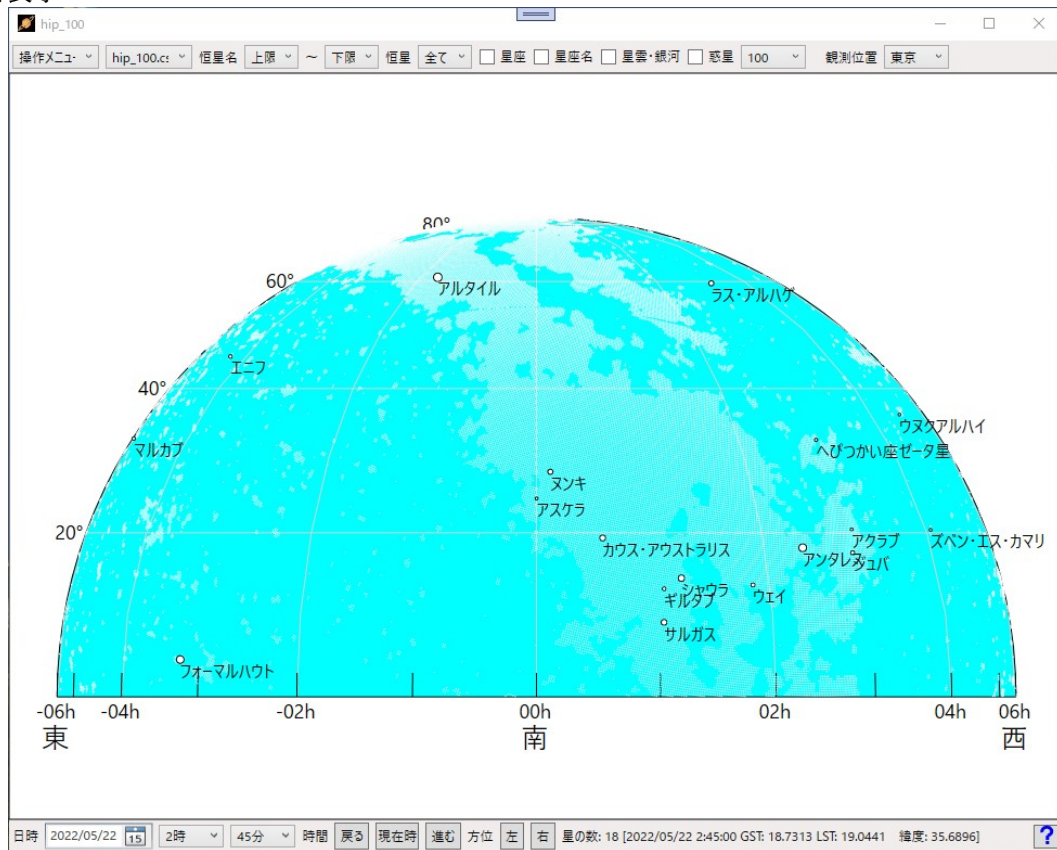 hip_100
操作メニュー hip_100.cs 恒星名 上限 ～ 下限 恒星 全て 星座 星座名 星雲・銀河 惑星 100 観測位置 東京
80°
60°
アルタイル
ラス・アルハゲ
エニフ
40°
ウヌクアルハイ
マルカブ
へびつかい座ゼータ星
ヌンキ
アスケラ
20°
カウス・アウストラリス
アクラブ
ズベン・エス・カマリ
アンタレス
ジュバ
シャウラ
ギルタブ
ウェイ
サルガス
フォーマルハウト
-06h -04h -02h 00h 02h 04h 06h
東 南 西
日時 2022/05/22 15 2時 45分 時間 戻る 現在時 進む 方位 左 右 星の数: 18 [2022/05/22 2:45:00 GST: 18.7313 LST: 19.0441 緯度: 35.6896] ?